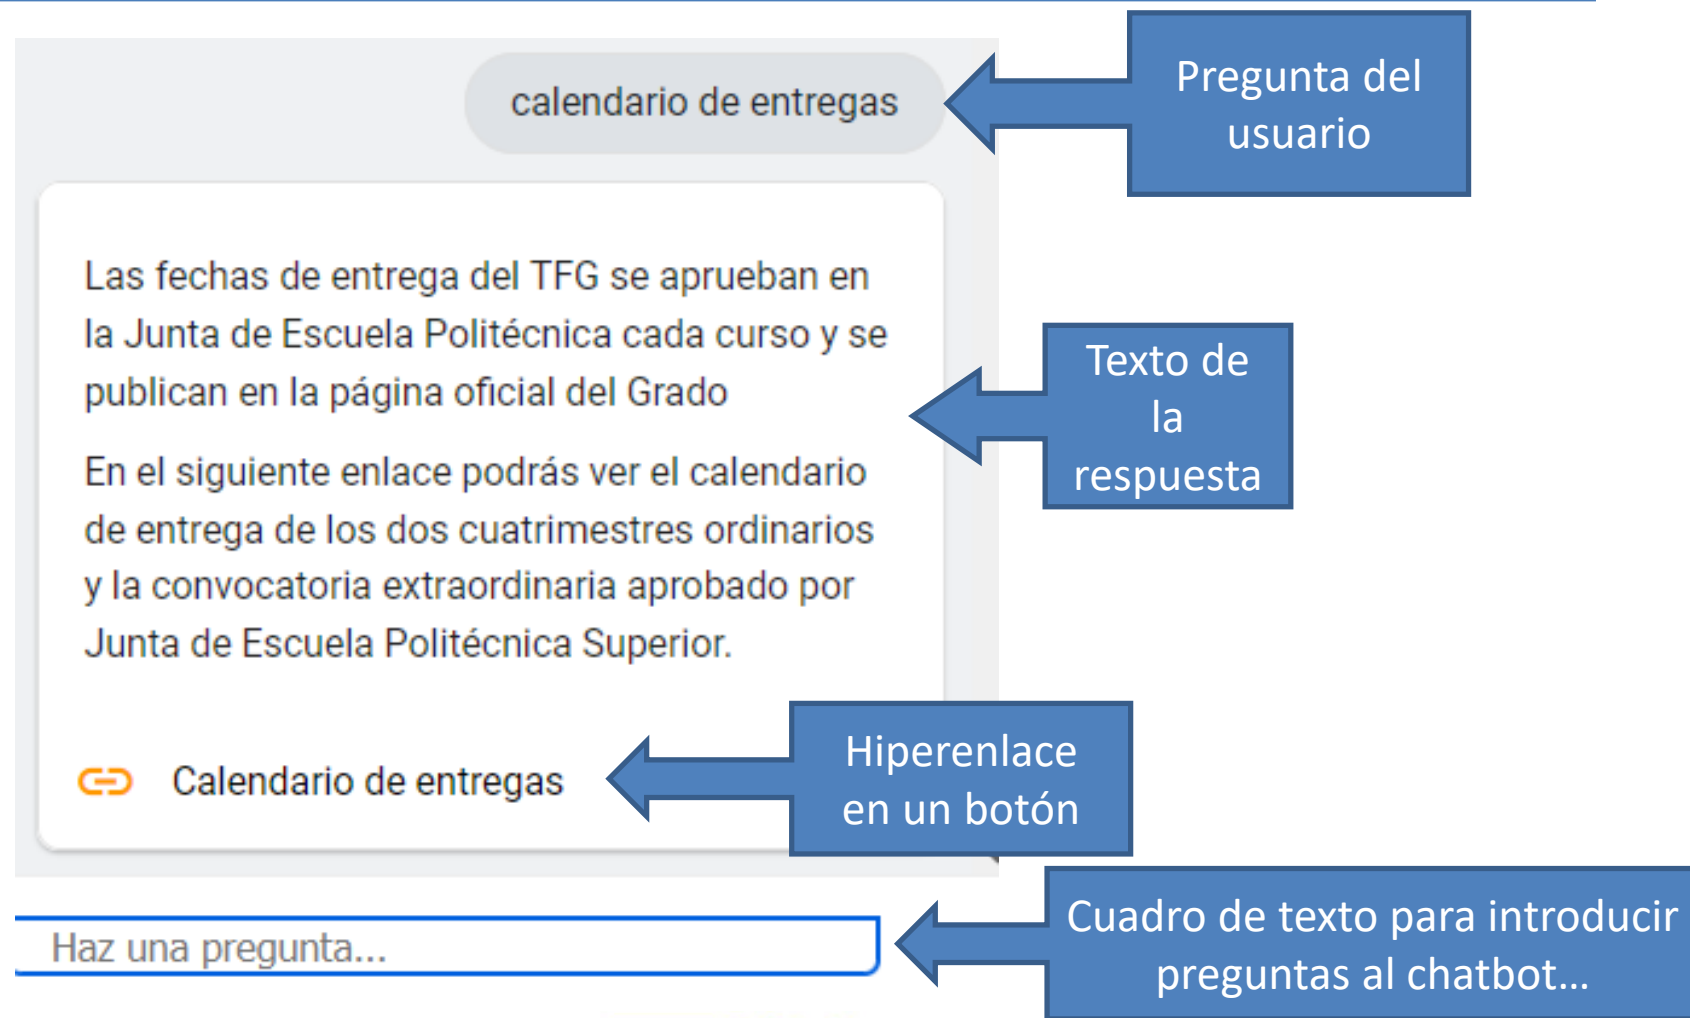 calendario de entregas
Pregunta del
usuario
Las fechas de entrega del TFG se aprueban en
la Junta de Escuela Politécnica cada curso y se
publican en la página oficial del Grado
En el siguiente enlace podrás ver el calendario
de entrega de los dos cuatrimestres ordinarios
y la convocatoria extraordinaria aprobado por
Junta de Escuela Politécnica Superior.
Texto de
la
respuesta
Calendario de entregas
Hiperenlace
en un botón
Haz una pregunta...
Cuadro de texto para introducir
preguntas al chatbot…